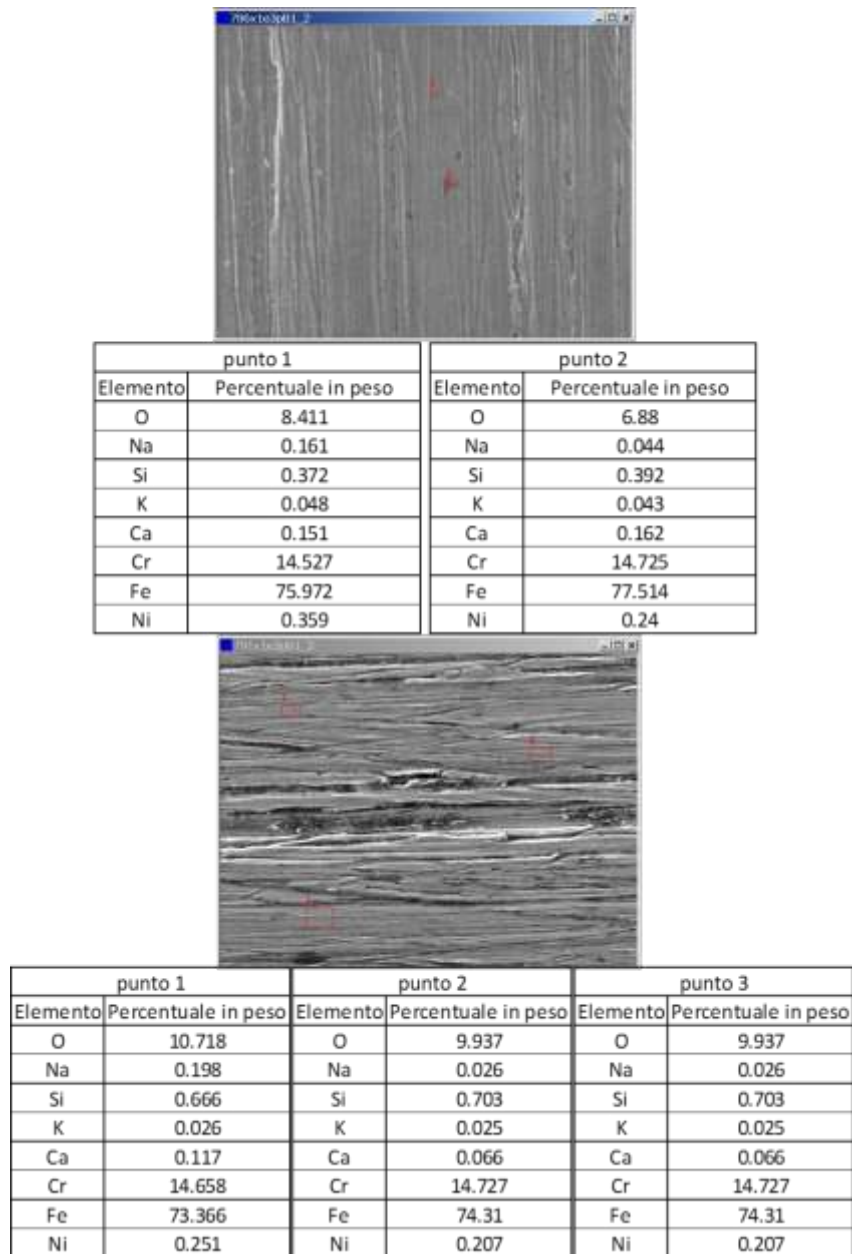 punto 1 punto 2
Elemento Percentuale in peso Elemento Percentuale in peso
O 8.411 O 6.88
Na 0.161 Na 0.044
Si 0.372 Si 0.392
K 0.048 K 0.043
Ca 0.151 Ca 0.162
Cr 14.527 Cr 14.725
Fe 75.972 Fe 77.514
Ni 0.359 Ni 0.24
punto 1 punto 2 punto 3
Elemento Percentuale in peso Elemento Percentuale in peso Elemento Percentuale in peso
O 10.718 O 9.937 O 9.937
Na 0.198 Na 0.026 Na 0.026
Si 0.666 Si 0.703 Si 0.703
K 0.026 K 0.025 K 0.025
Ca 0.117 Ca 0.066 Ca 0.066
Cr 14.658 Cr 14.727 Cr 14.727
Fe 73.366 Fe 74.31 Fe 74.31
Ni 0.251 Ni 0.207 Ni 0.207